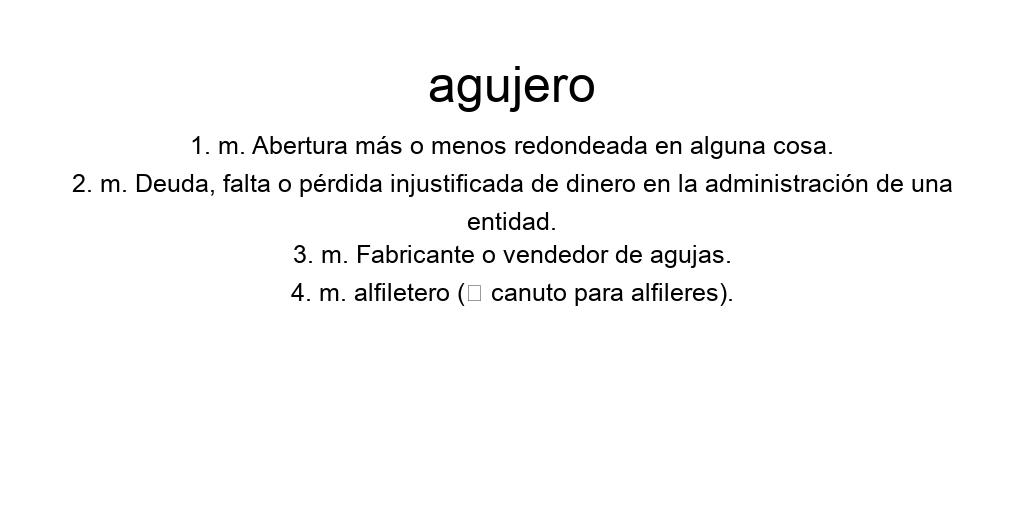 agujero
1. m. Abertura más o menos redondeada en alguna cosa.
2. m. Deuda, falta o pérdida injustificada de dinero en la administración de una
entidad.
3. m. Fabricante o vendedor de agujas.
4. m. alfiletero (▯ canuto para alfileres).